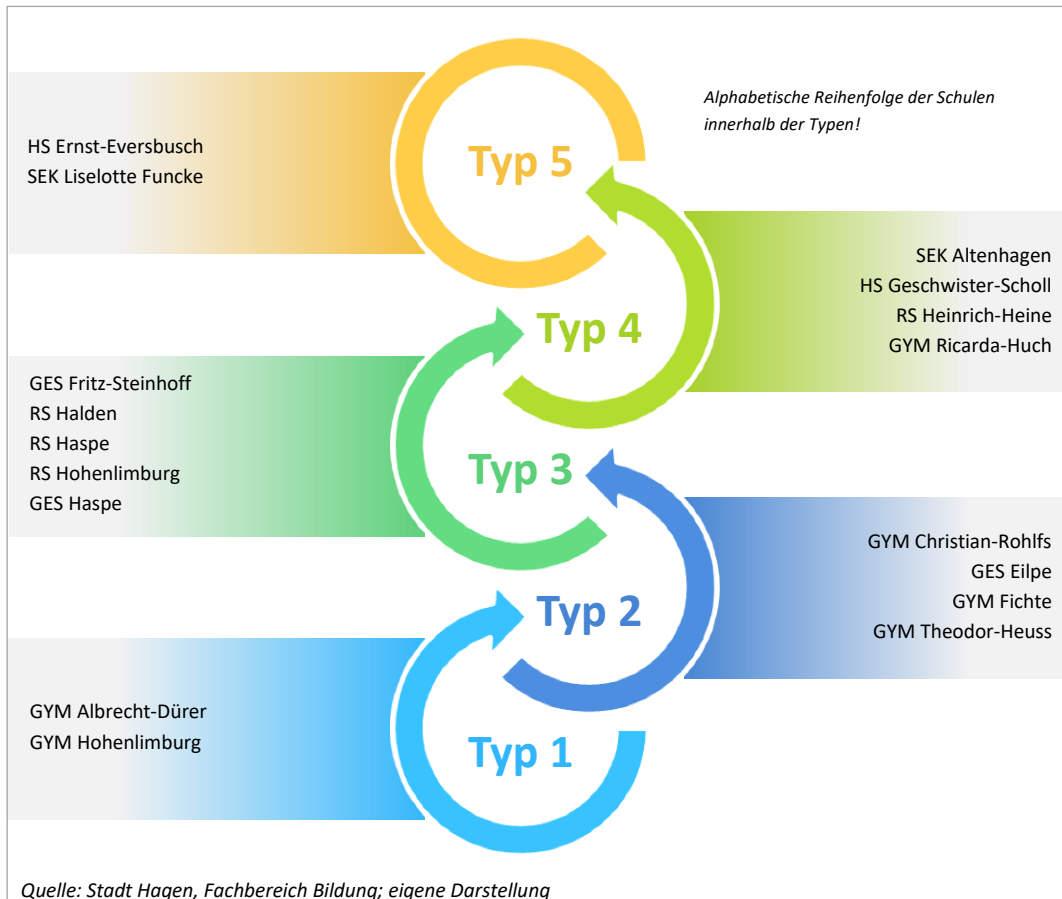 Alphabetische Reihenfolge der Schulen
innerhalb der Typen!
Typ 5
HS Ernst-Eversbusch
SEK Liselotte Funcke
Typ 4
SEK Altenhagen
HS Geschwister-Scholl
RS Heinrich-Heine
GYM Ricarda-Huch
Typ 3
GES Fritz-Steinhoff
RS Halden
RS Haspe
RS Hohenlimburg
GES Haspe
Typ 2
GYM Christian-Rohlfs
GES Eilpe
GYM Fichte
GYM Theodor-Heuss
Typ 1
GYM Albrecht-Dürer
GYM Hohenlimburg
Quelle: Stadt Hagen, Fachbereich Bildung; eigene Darstellung